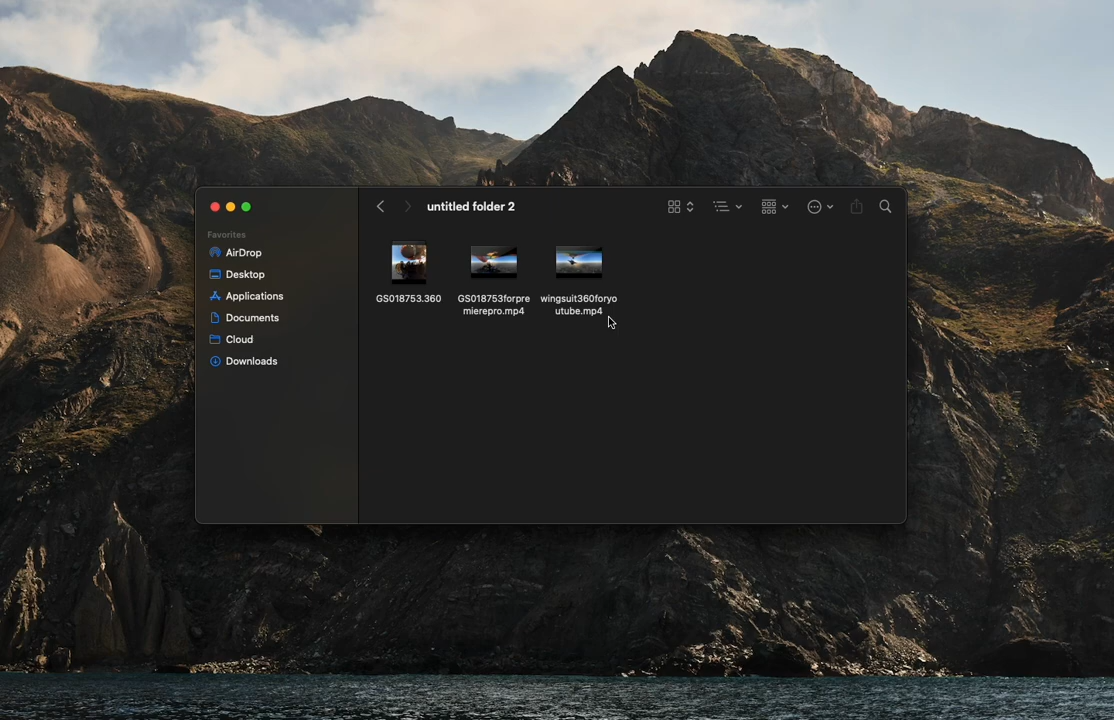 untitled folder 2
Favorites
AirDrop
Desktop
Applications
Documents
Cloud
Downloads
GS018753.360
GS018753forpre
mierepro.mp4
wingsuit360foryo
utube.mp4